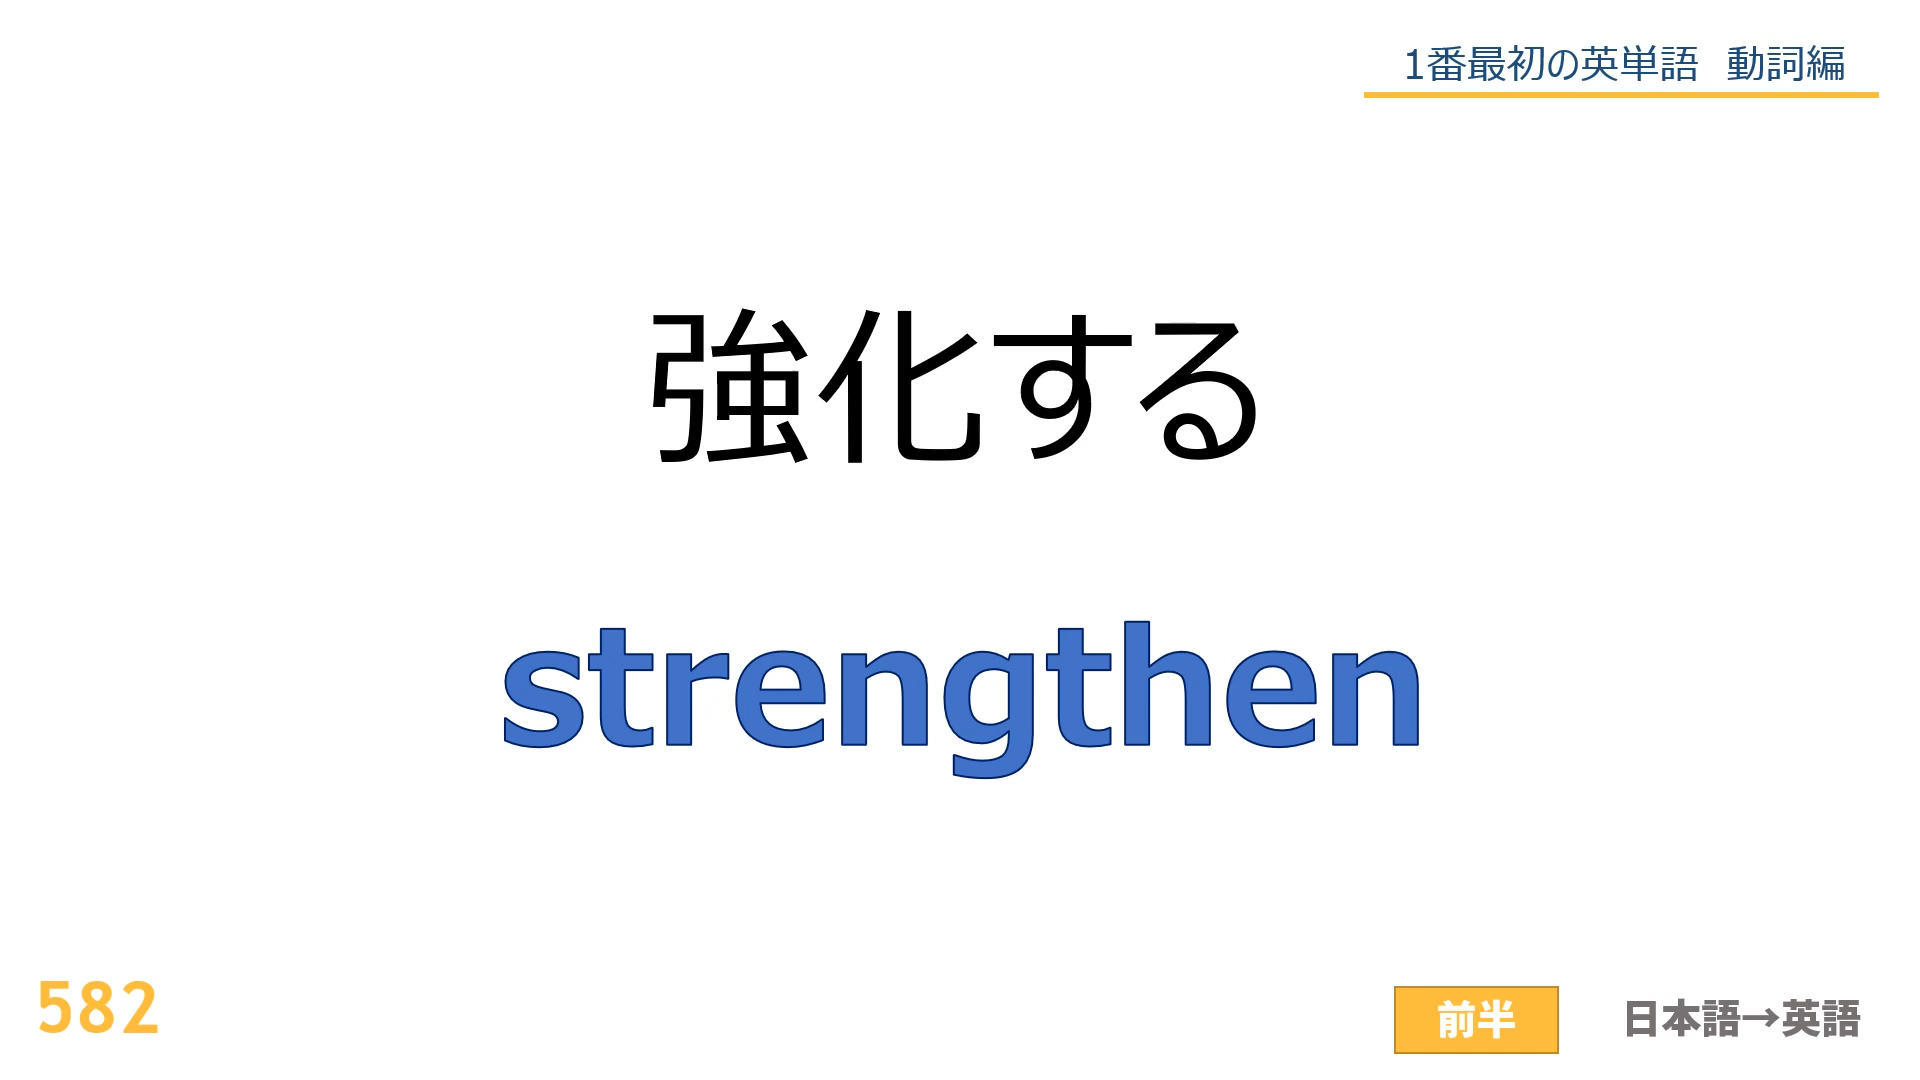 1番最初の英単語　動詞編
強化する
strengthen
582
前半
日本語→英語